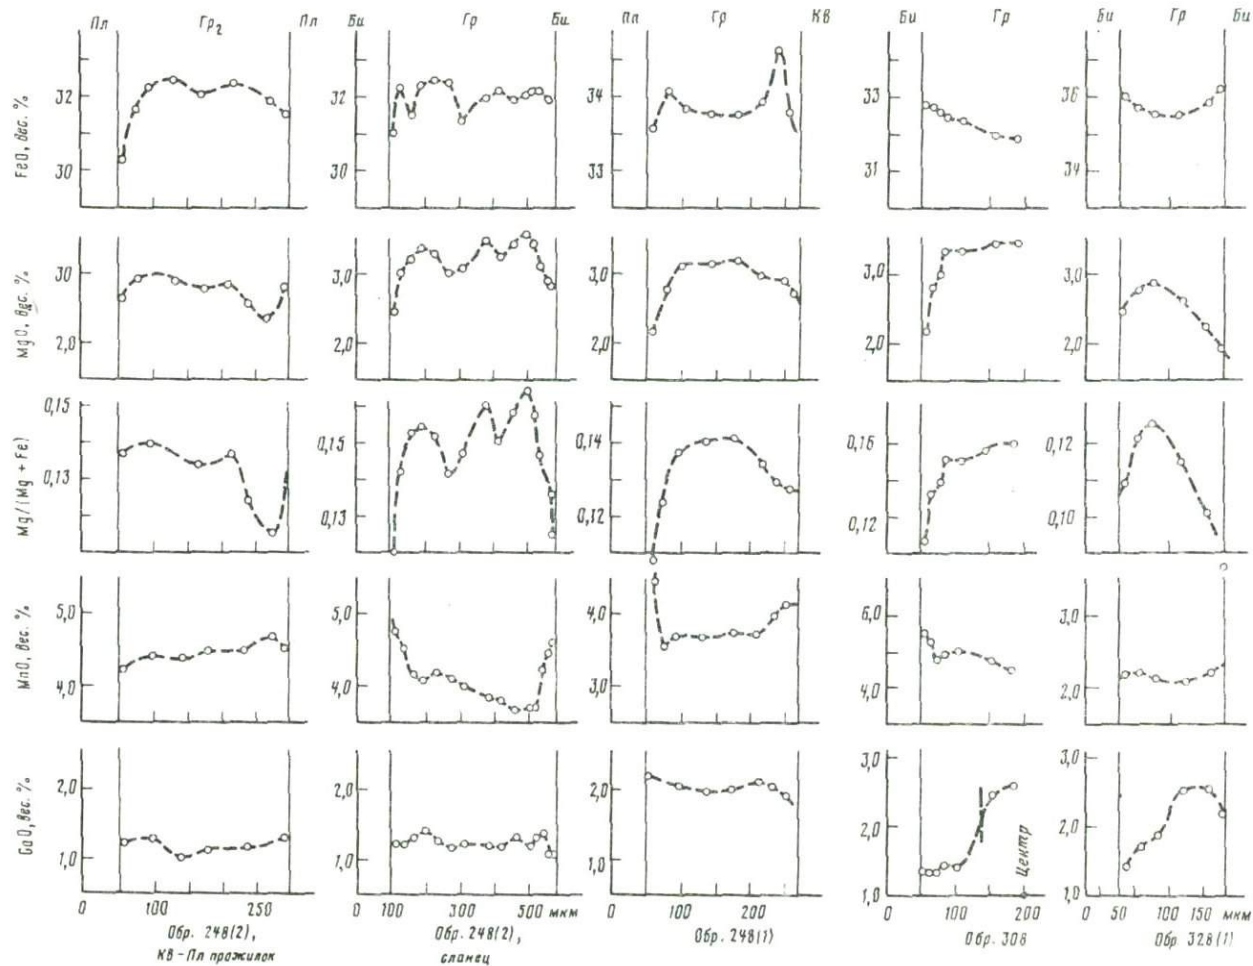 Пл Гр₂ Пл Би Гр Би Пл Гр Кв Би Гр Би Гр Би
FeO, вес. %
32 30 32 30 34 33 33 31 36 34
MgO, вес. %
30 2,0 3,0 2,0 3,0 2,0 3,0 2,0 3,0 2,0
Mg/(Mg + Fe)
0,15 0,13 0,15 0,13 0,14 0,12 0,16 0,12 0,12 0,10
MnO, вес. %
5,0 4,0 5,0 4,0 4,0 3,0 6,0 4,0 3,0 2,0
CaO, вес. %
2,0 1,0 2,0 1,0 2,0 1,0 3,0 2,0 1,0 3,0 2,0 1,0
Центр
0 100 250 0 100 300 500 мкм 0 100 200 0 100 200 0 50 100 150 мкм
Обр. 248(2), Обр. 248(2), Обр. 248(1) Обр. 308 Обр. 328(1)
КВ-Пл прожилок сланец